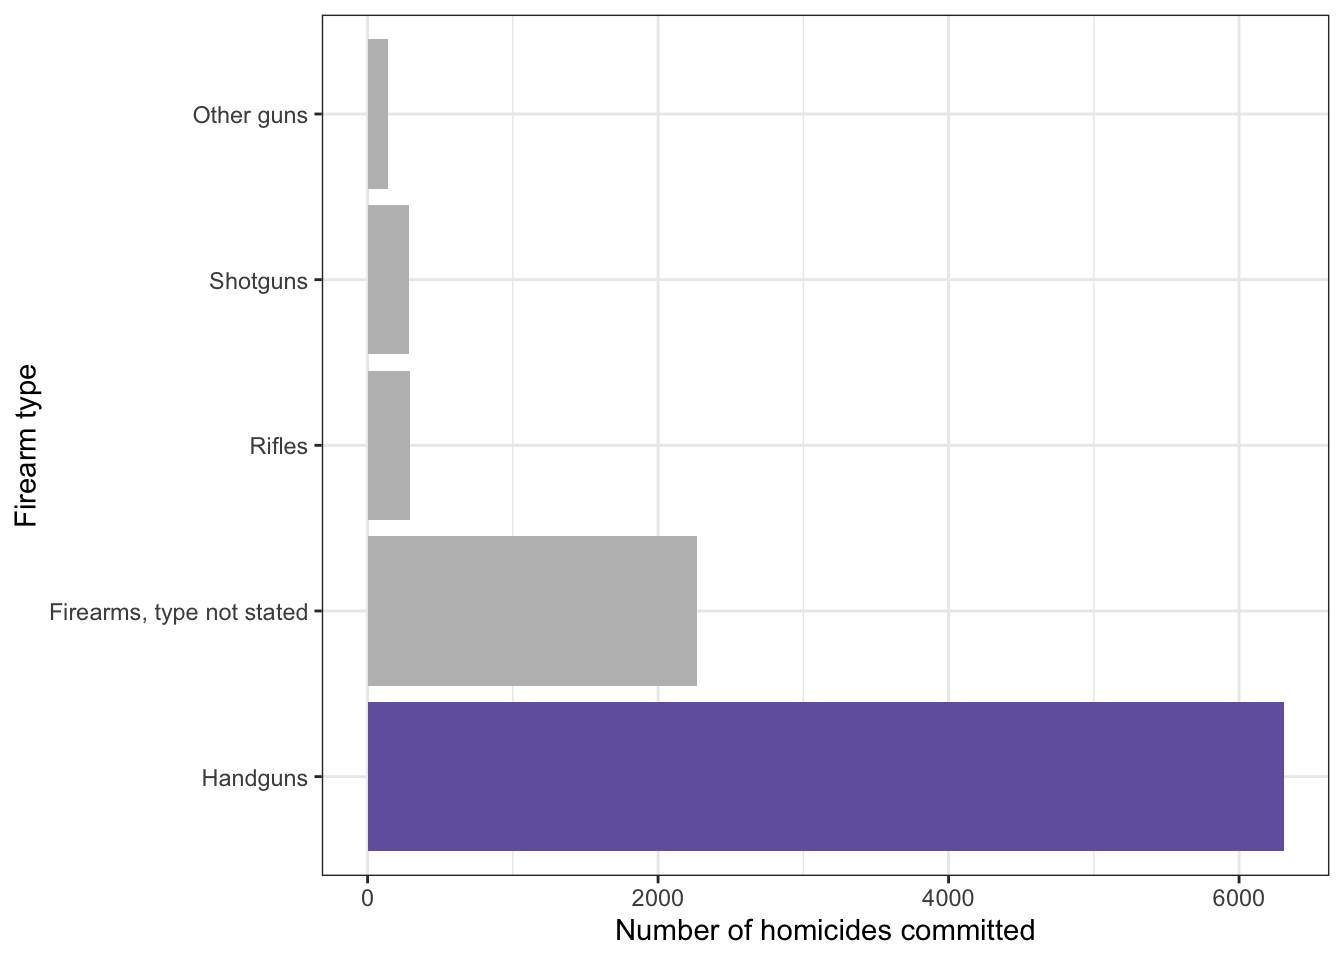 Firearm type
Other guns
Shotguns
Rifles
Firearms, type not stated
Handguns
0 2000 4000 6000
Number of homicides committed